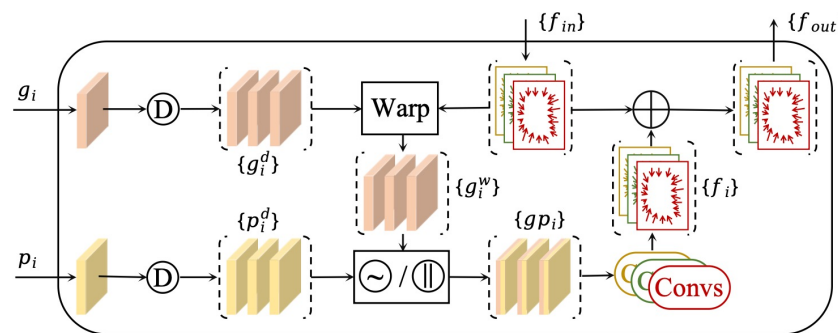 {f_in}
{f_out}
g_i
D
Warp
{g_i^d}
{g_i^w}
{f_i}
{p_i^d}
{gp_i}
p_i
D
~ / ||
C
C
Convs